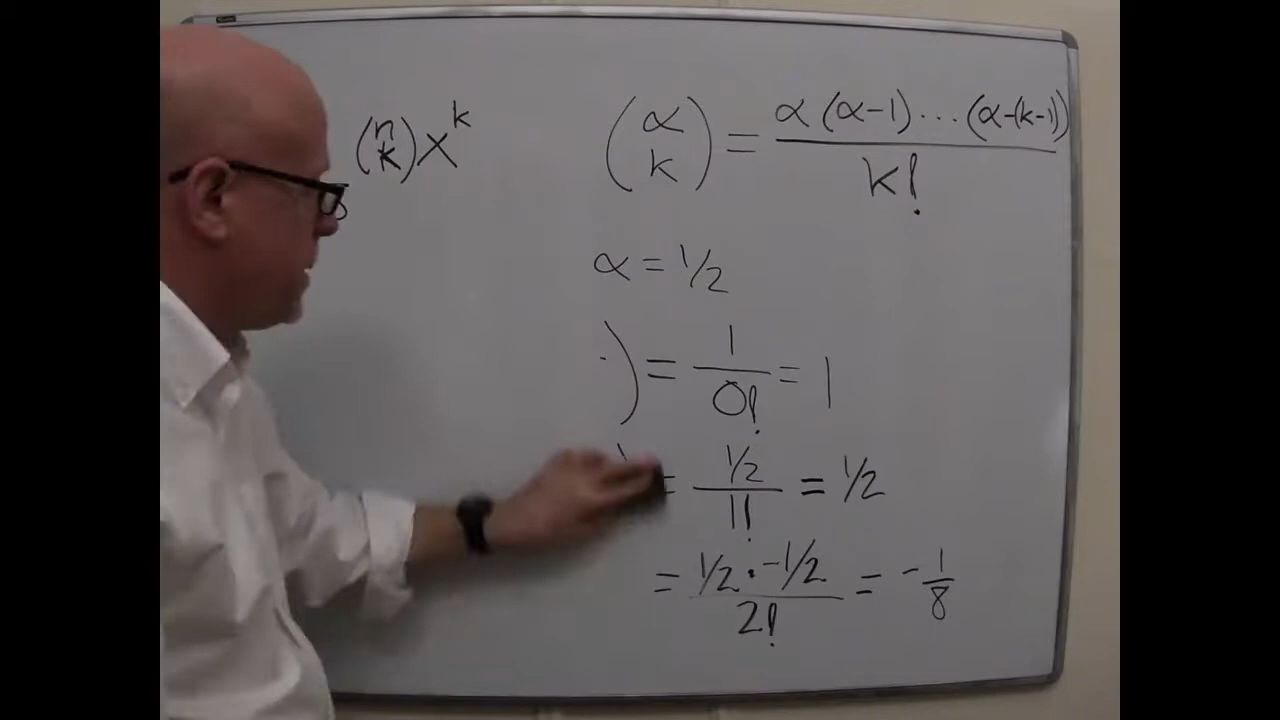 (n k) x^k
(α k) = α(α-1)...(α-(k-1)) / k!
α = 1/2
) = 1 / 0! = 1
= 1/2 / 1! = 1/2
= 1/2 · -1/2 / 2! = - 1/8